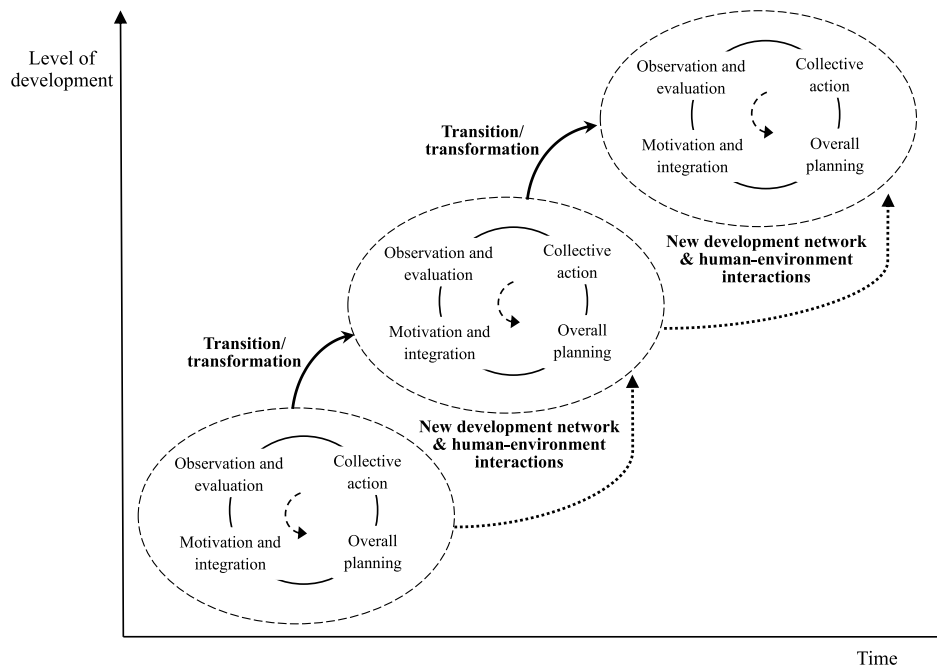 Level of
development
Observation and
evaluation
Collective
action
Motivation and
integration
Overall
planning
Transition/
transformation
New development network
& human-environment
interactions
Observation and
evaluation
Collective
action
Motivation and
integration
Overall
planning
Transition/
transformation
New development network
& human-environment
interactions
Observation and
evaluation
Collective
action
Motivation and
integration
Overall
planning
Time